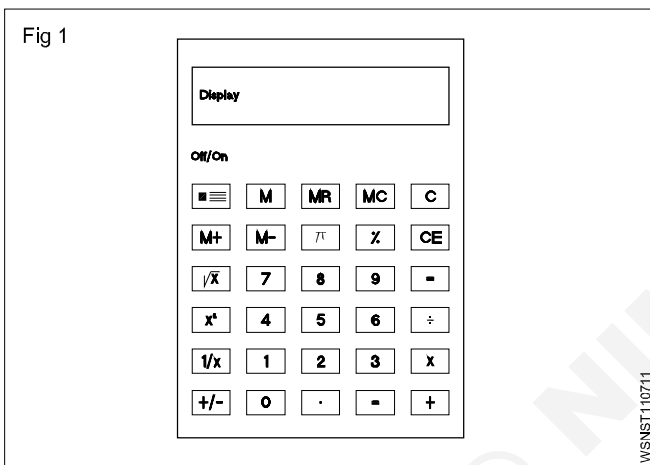 Fig 1
Display
Off/On
M MR MC C
M+ M- π % CE
√x 7 8 9 -
x² 4 5 6 ÷
1/x 1 2 3 x
+/- 0 . = +
WSNST110711